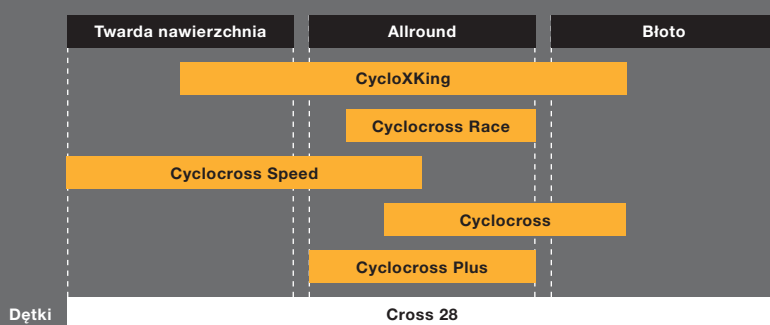 Twarda nawierzchnia Allround Błoto
CycloXKing
Cyclocross Race
Cyclocross Speed
Cyclocross
Cyclocross Plus
Dętki Cross 28